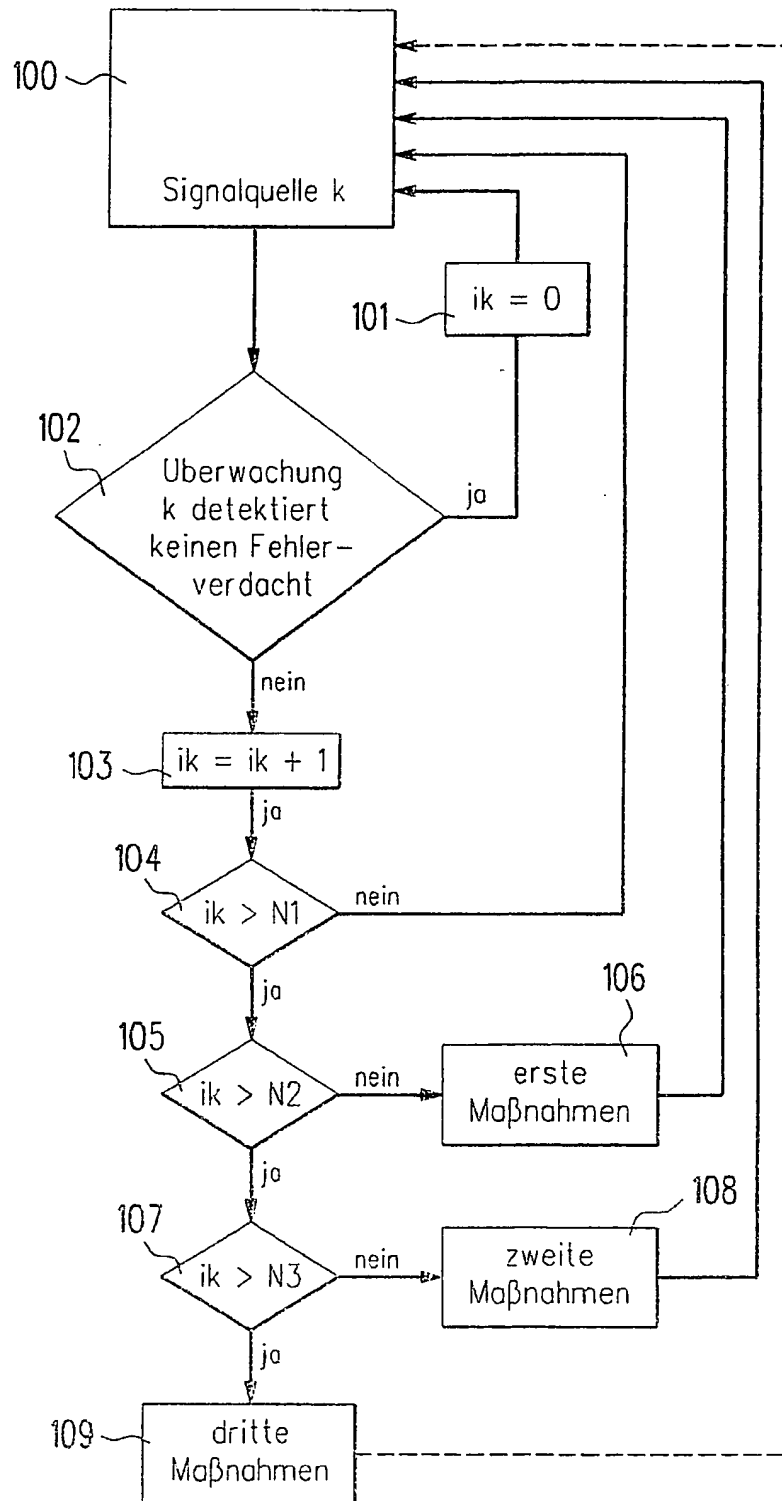 100
Signalquelle k
101
ik = 0
102
Uberwachung
k detektiert
keinen Fehler-
verdacht
ja
nein
103
ik = ik + 1
ja
104
ik > N1
nein
ja
105
ik > N2
nein
106
erste
Maßnahmen
ja
107
ik > N3
nein
108
zweite
Maßnahmen
ja
109
dritte
Maßnahmen